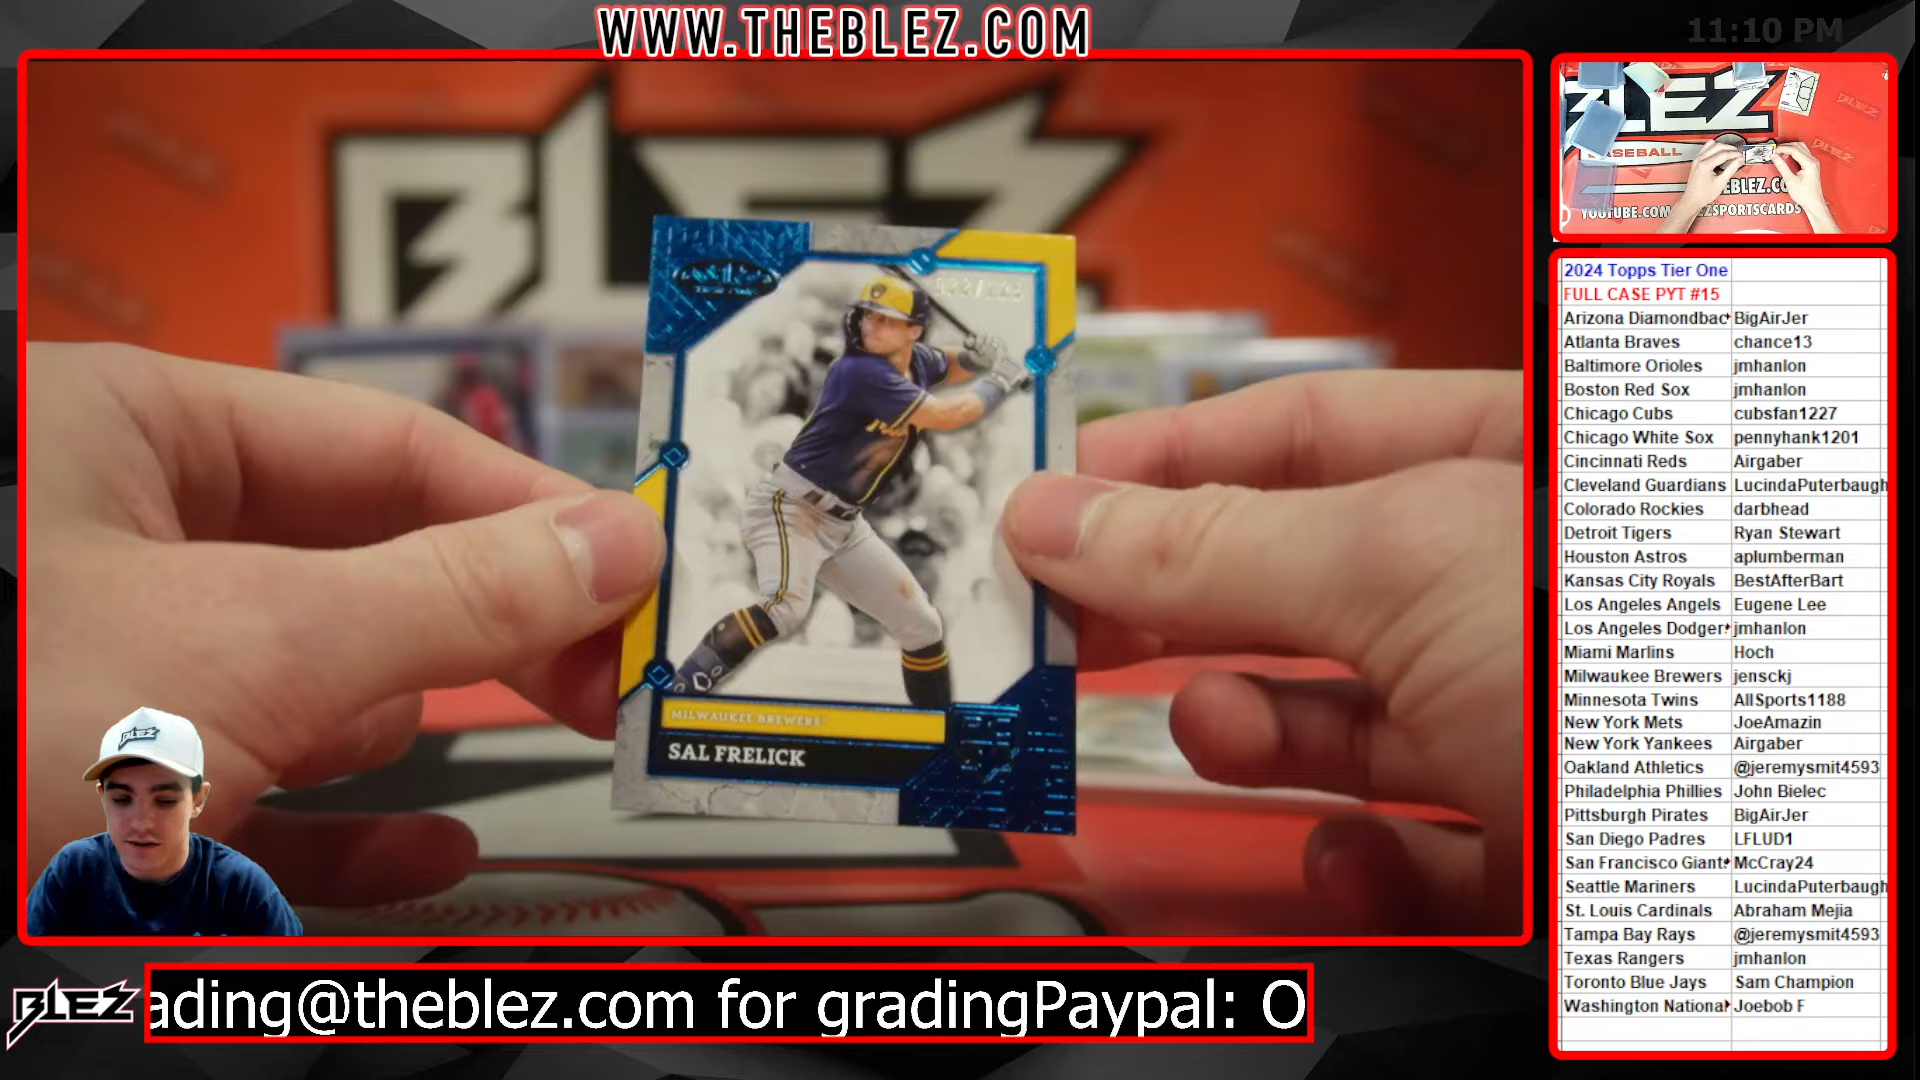 WWW.THEBLEZ.COM
11:10 PM
BLEZ
MILWAUKEE BREWERS
SAL FRELICK
BLEZ
BLEZ
ading@theblez.com for gradingPaypal: O
LEZ
BASEBALL
EBLEZ.CO
YOUTUBE.COM
ZSPORTSCARDS
2024 Topps Tier One
FULL CASE PYT #15
Arizona Diamondbac BigAirJer
Atlanta Braves chance13
Baltimore Orioles jmhanlon
Boston Red Sox jmhanlon
Chicago Cubs cubsfan1227
Chicago White Sox pennyhank1201
Cincinnati Reds Airgaber
Cleveland Guardians LucindaPuterbaugh
Colorado Rockies darbhead
Detroit Tigers Ryan Stewart
Houston Astros aplumberman
Kansas City Royals BestAfterBart
Los Angeles Angels Eugene Lee
Los Angeles Dodger jmhanlon
Miami Marlins Hoch
Milwaukee Brewers jensckj
Minnesota Twins AllSports1188
New York Mets JoeAmazin
New York Yankees Airgaber
Oakland Athletics @jeremysmit4593
Philadelphia Phillies John Bielec
Pittsburgh Pirates BigAirJer
San Diego Padres LFLUD1
San Francisco Giant McCray24
Seattle Mariners LucindaPuterbaugh
St. Louis Cardinals Abraham Mejia
Tampa Bay Rays @jeremysmit4593
Texas Rangers jmhanlon
Toronto Blue Jays Sam Champion
Washington National Joebob F